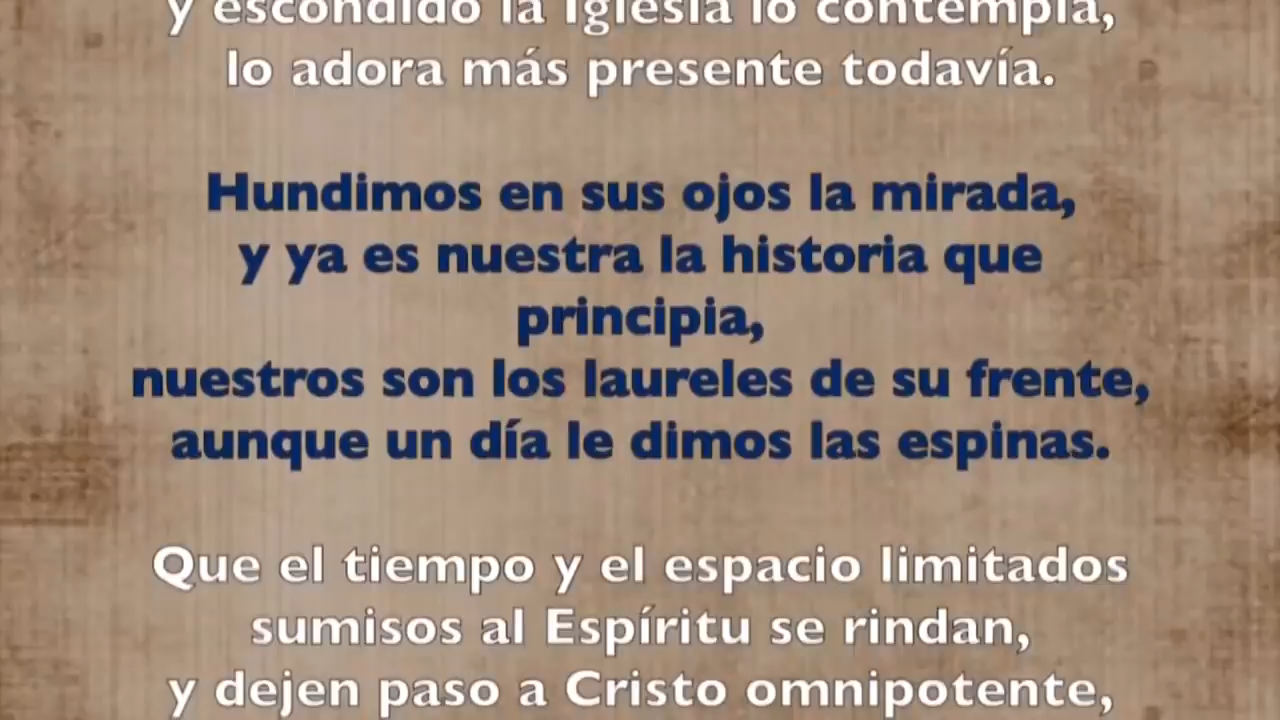 y escondido la Iglesia lo contempla,
lo adora más presente todavía.
Hundimos en sus ojos la mirada,
y ya es nuestra la historia que
principia,
nuestros son los laureles de su frente,
aunque un día le dimos las espinas.
Que el tiempo y el espacio limitados
sumisos al Espíritu se rindan,
y dejen paso a Cristo omnipotente,